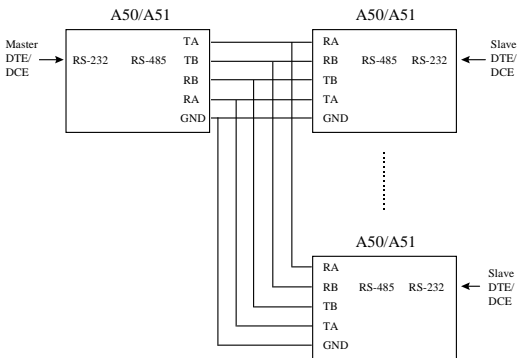 A50/A51
Master
DTE/
DCE
RS-232 RS-485
TA
TB
RB
RA
GND
A50/A51
RA
RB
TB
TA
GND
RS-485 RS-232
Slave
DTE/
DCE
A50/A51
RA
RB
TB
TA
GND
RS-485 RS-232
Slave
DTE/
DCE